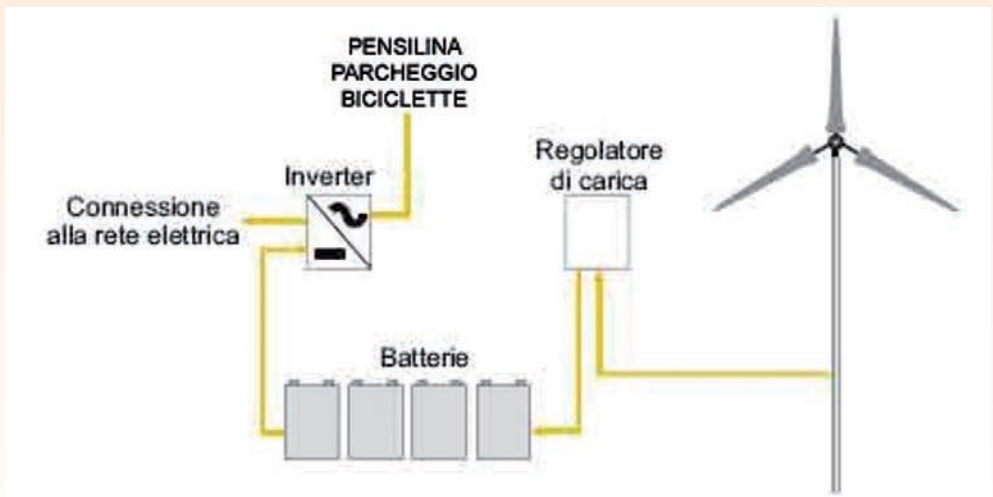 PENSILINA
PARCHEGGIO
BICICLETTE
Inverter
Regolatore
di carica
Connessione
alla rete elettrica
Batterie